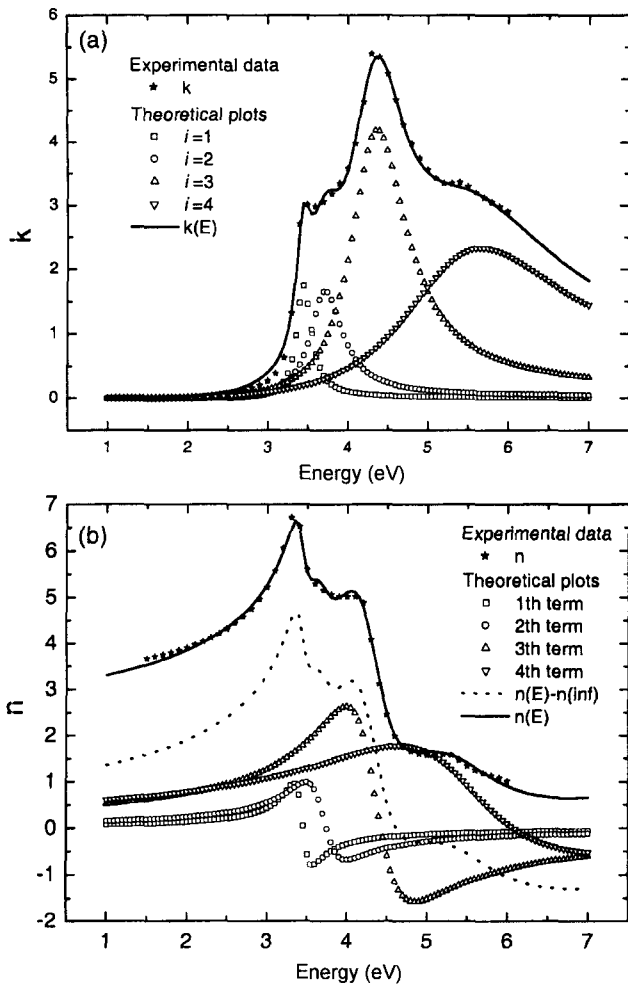 (a)
Experimental data
k
Theoretical plots
i=1
i=2
i=3
i=4
k(E)
6
5
4
3
2
1
0
k
1 2 3 4 5 6 7
Energy (eV)
(b)
Experimental data
n
Theoretical plots
1th term
2th term
3th term
4th term
n(E)-n(inf)
n(E)
7
6
5
4
3
2
1
0
-1
-2
n
1 2 3 4 5 6 7
Energy (eV)